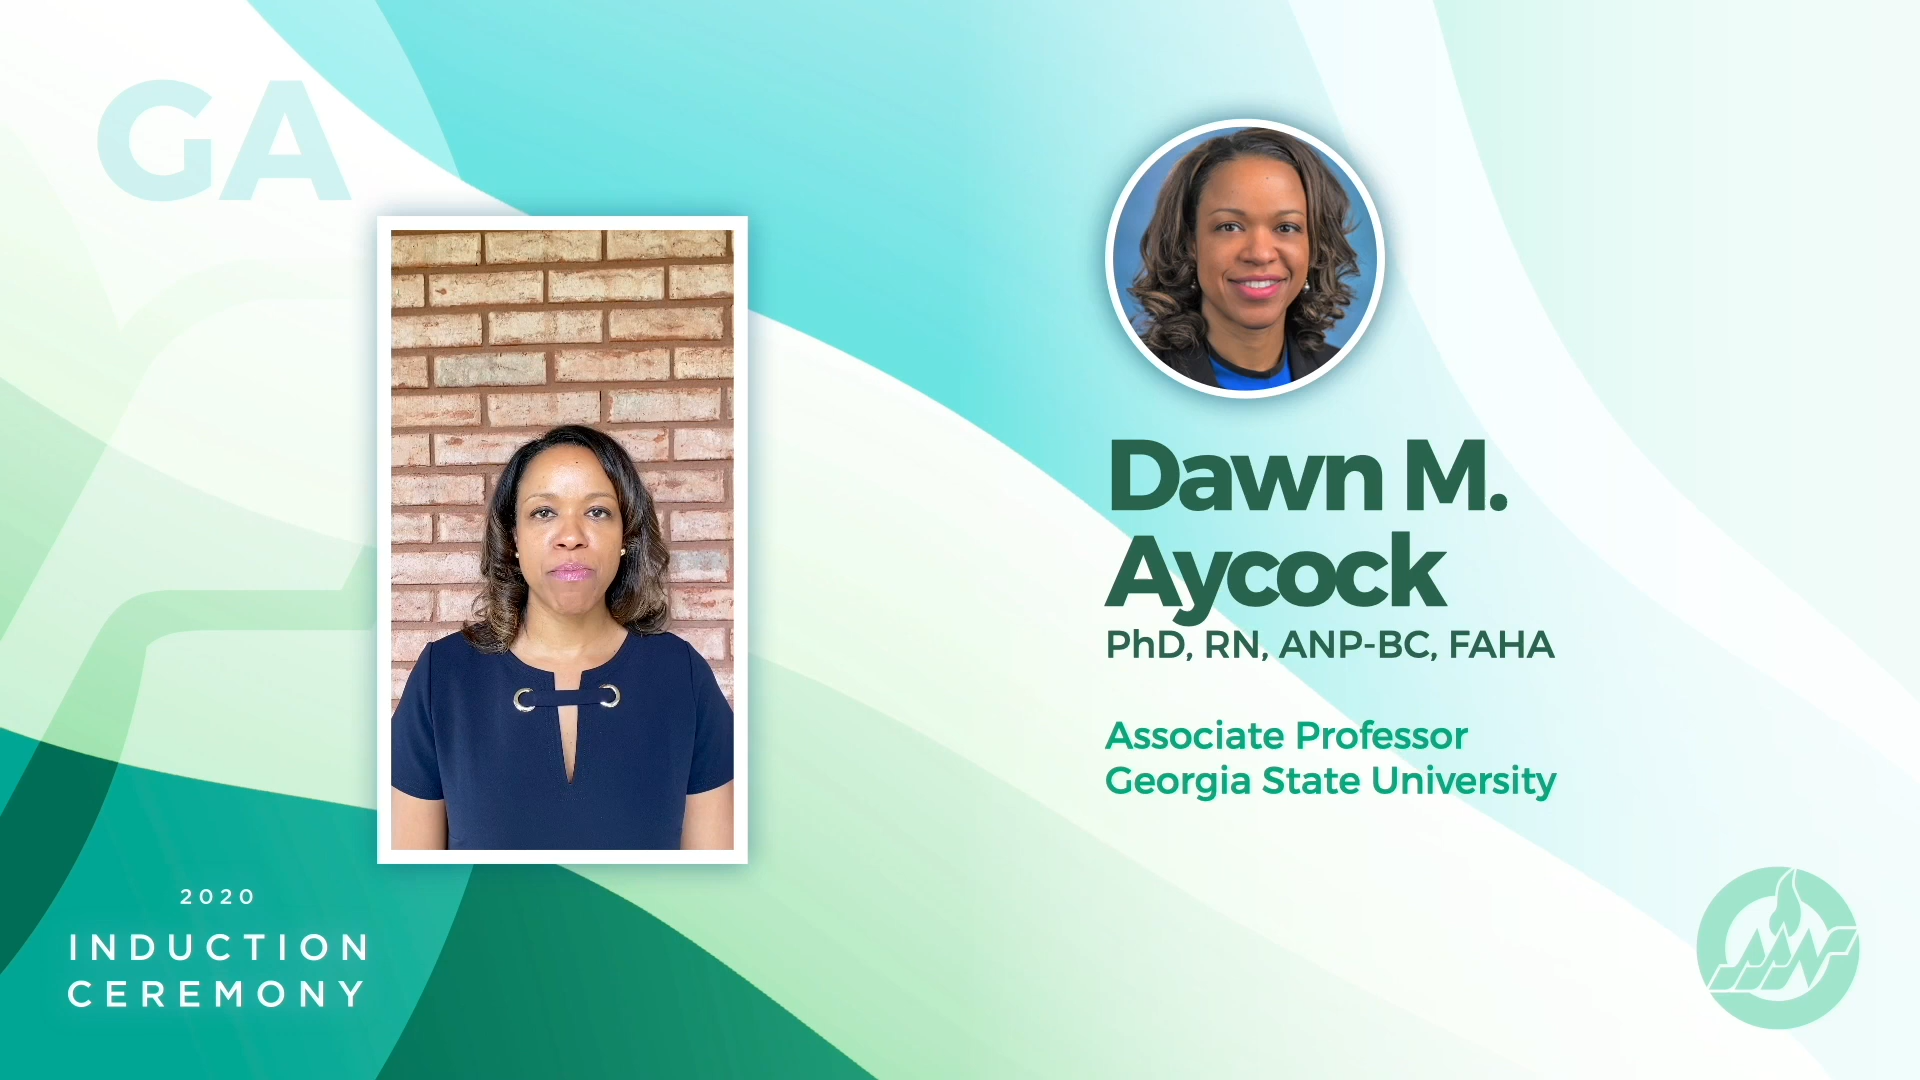 GA
Dawn M.
Aycock
PhD, RN, ANP-BC, FAHA
Associate Professor
Georgia State University
2020
INDUCTION
CEREMONY